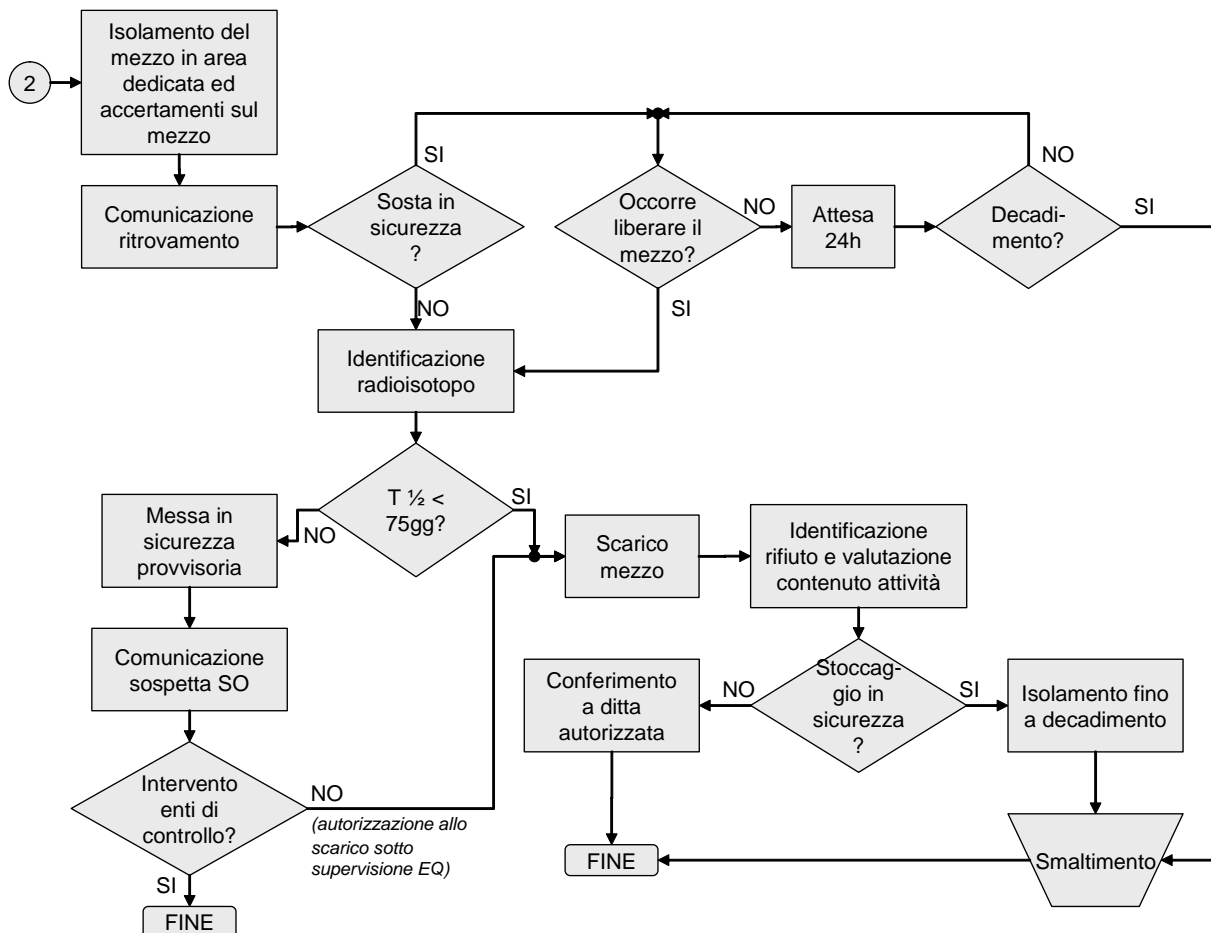 2
Isolamento del
mezzo in area
dedicata ed
accertamenti sul
mezzo
Comunicazione
ritrovamento
Sosta in
sicurezza
?
SI
NO
Occorre
liberare il
mezzo?
NO
SI
Attesa
24h
Decadi-
mento?
NO
SI
Identificazione
radioisotopo
T ½ <
75gg?
NO
SI
Messa in
sicurezza
provvisoria
Scarico
mezzo
Identificazione
rifiuto e valutazione
contenuto attività
Comunicazione
sospetta SO
Conferimento
a ditta
autorizzata
NO
Stoccag-
gio in
sicurezza
?
SI
Isolamento fino
a decadimento
Intervento
enti di
controllo?
NO
(autorizzazione allo
scarico sotto
supervisione EQ)
SI
FINE
FINE
Smaltimento